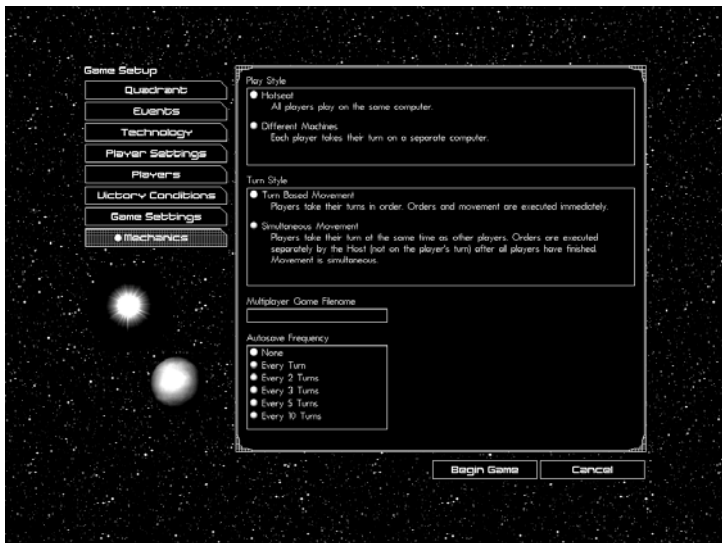 Game Setup
Quadrant
Events
Technology
Player Settings
Players
Victory Conditions
Game Settings
Mechanics
Play Style
Hotseat
All players play on the same computer.
Different Machines
Each player takes their turn on a separate computer.
Turn Style
Turn Based Movement
Players take their turns in order. Orders and movement are executed immediately.
Simultaneous Movement
Players take their turn at the same time as other players. Orders are executed
separately by the Host (not on the player's turn) after all players have finished.
Movement is simultaneous.
Multiplayer Game Filename
Autosave Frequency
None
Every Turn
Every 2 Turns
Every 3 Turns
Every 5 Turns
Every 10 Turns
Begin Game
Cancel